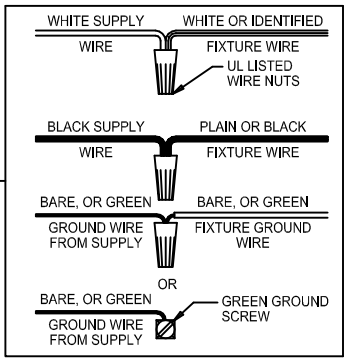 WHITE SUPPLY WIRE
WHITE OR IDENTIFIED FIXTURE WIRE
UL LISTED
WIRE NUTS
BLACK SUPPLY WIRE
PLAIN OR BLACK FIXTURE WIRE
BARE, OR GREEN
GROUND WIRE
FROM SUPPLY
BARE, OR GREEN
FIXTURE GROUND
WIRE
OR
BARE, OR GREEN
GROUND WIRE
FROM SUPPLY
GREEN GROUND
SCREW